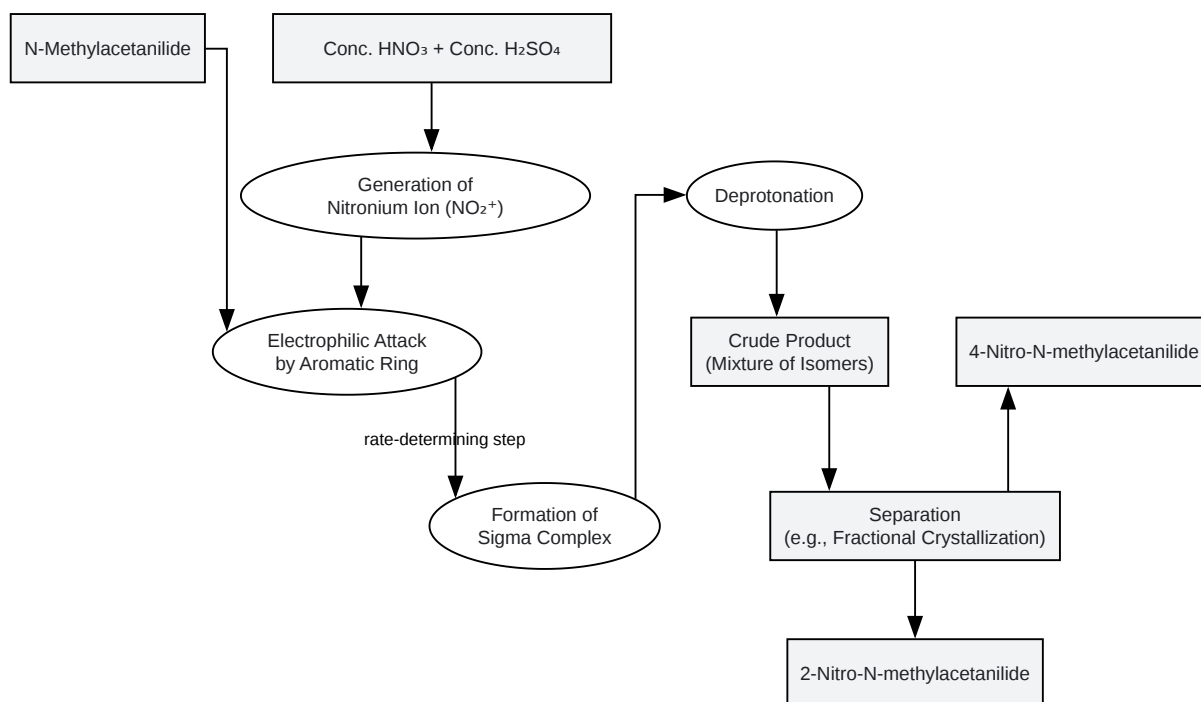 N-Methylacetanilide
Conc. HNO₃ + Conc. H₂SO₄
Generation of
Nitronium Ion (NO₂⁺)
Deprotonation
Electrophilic Attack
by Aromatic Ring
Crude Product
(Mixture of Isomers)
4-Nitro-N-methylacetanilide
rate-determining step
Formation of
Sigma Complex
Separation
(e.g., Fractional Crystallization)
2-Nitro-N-methylacetanilide